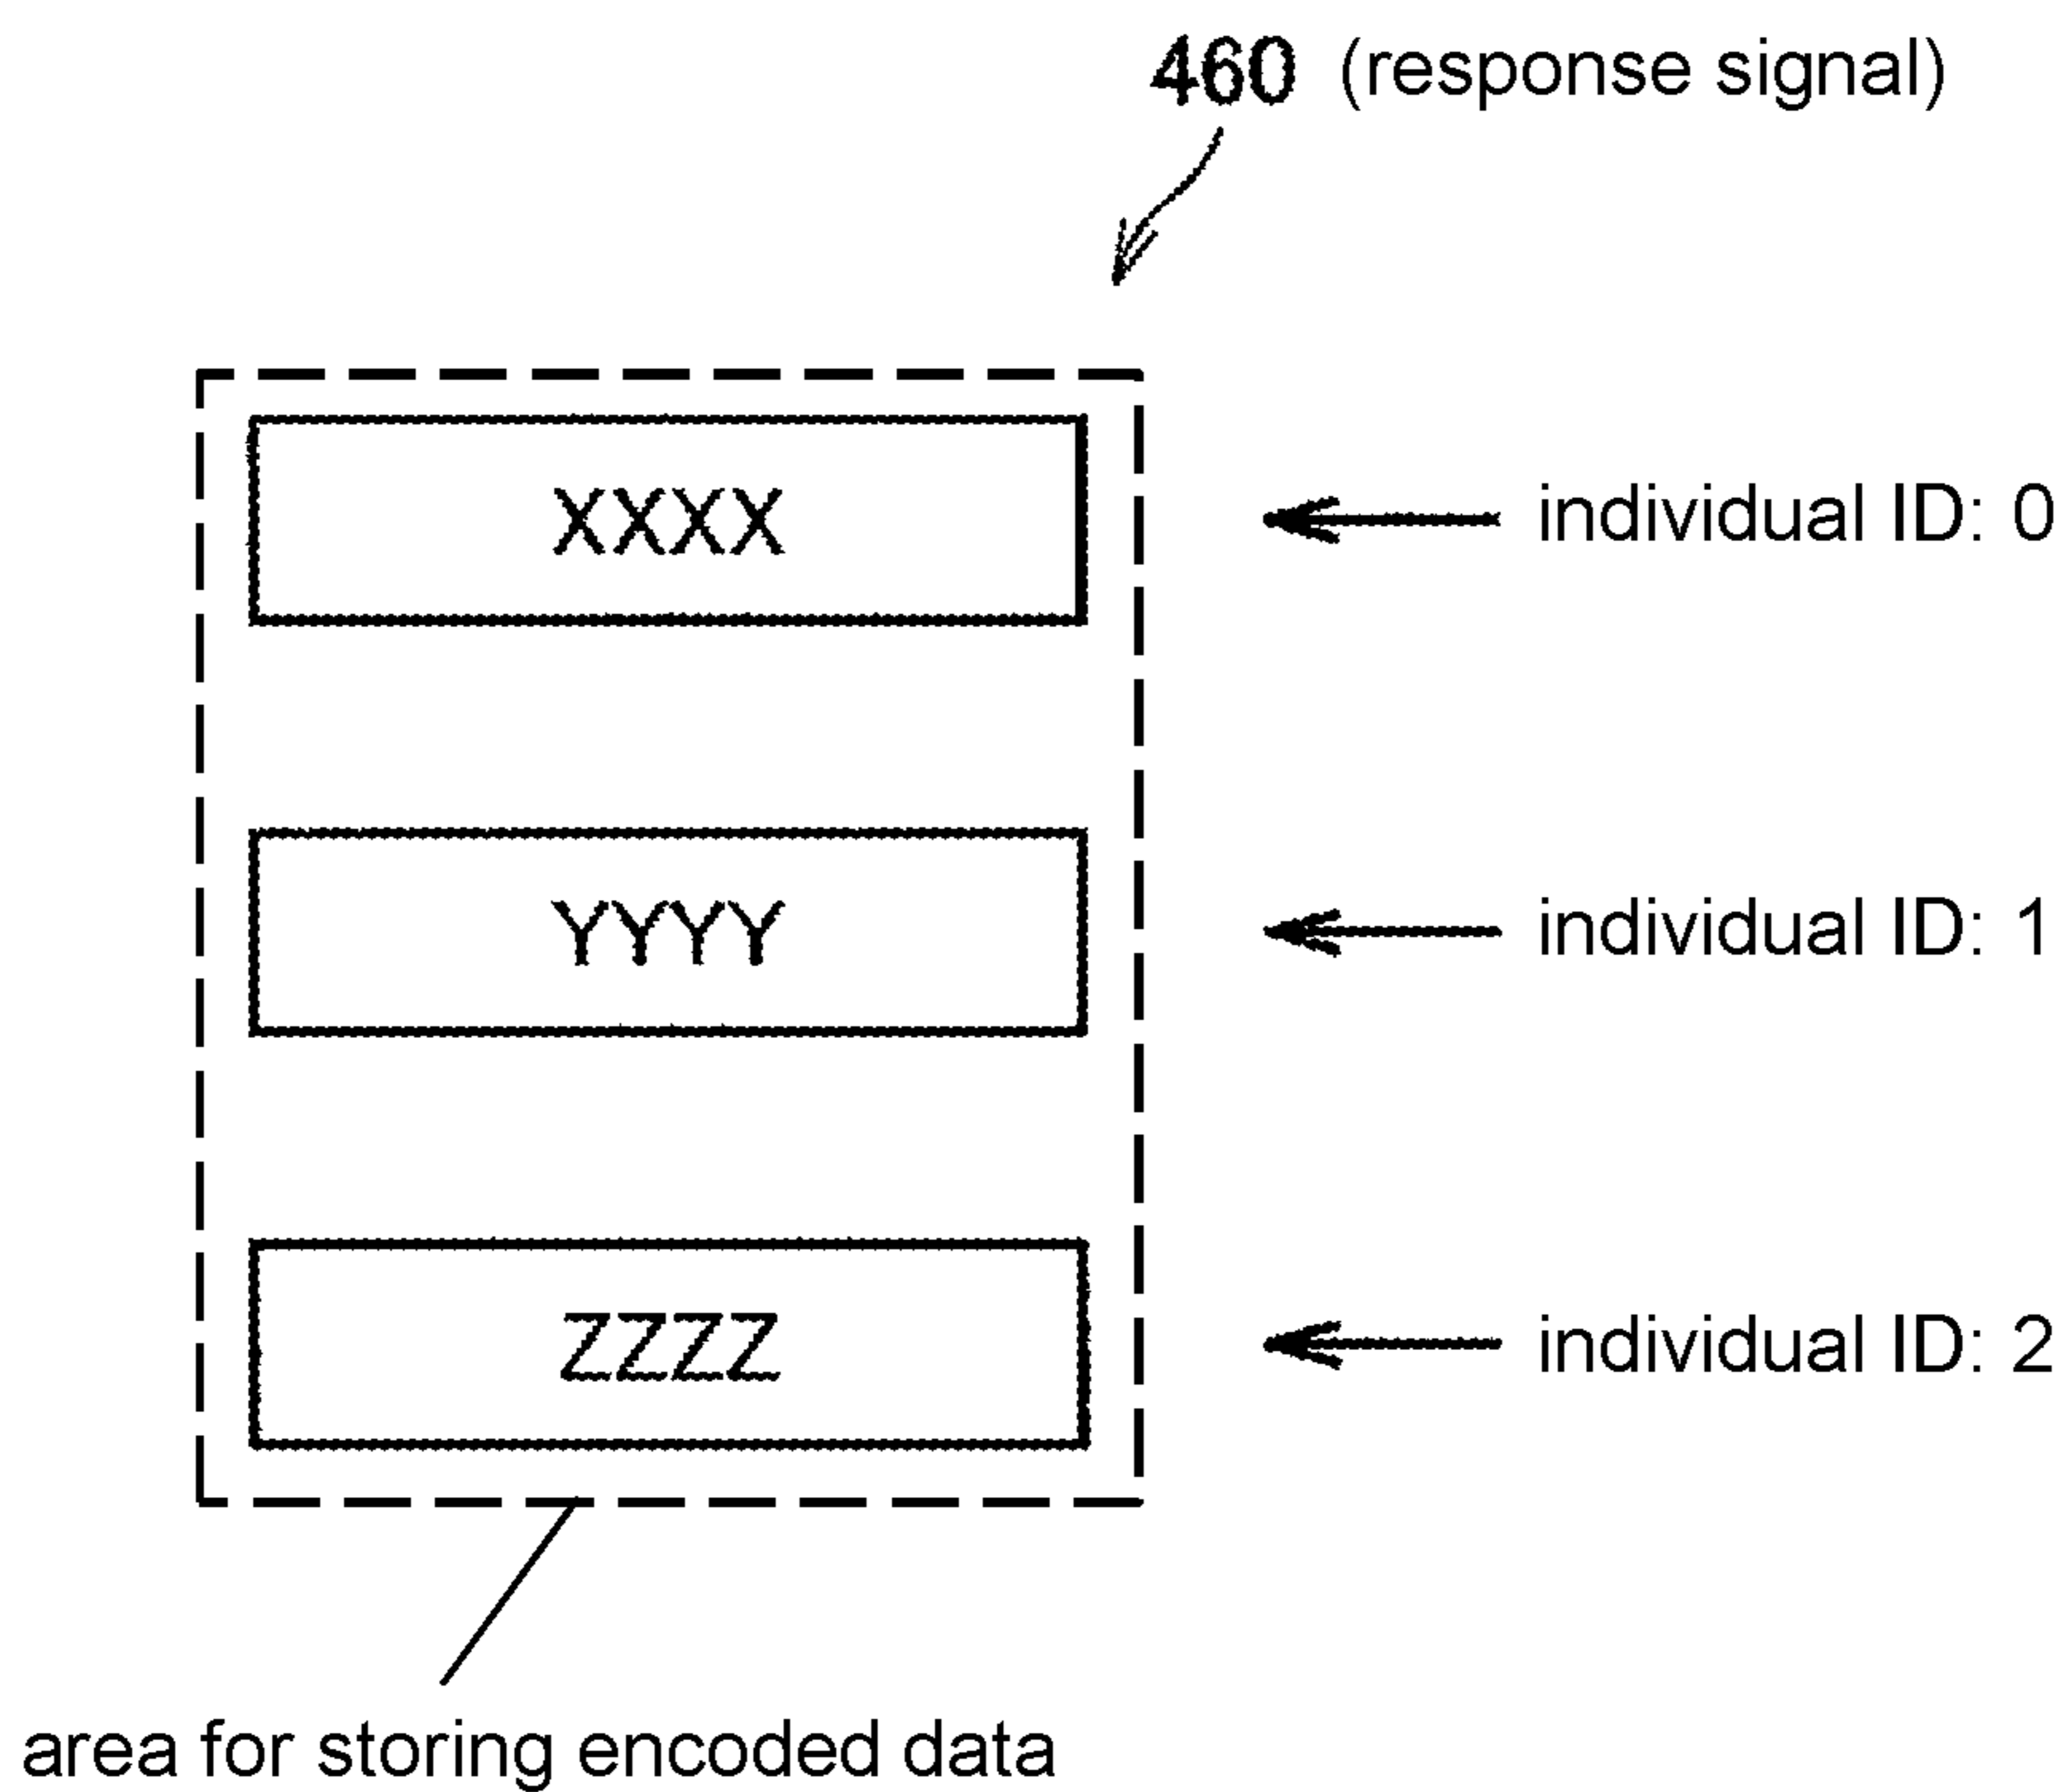 460 (response signal)
XXXX
individual ID: 0
YYYY
individual ID: 1
ZZZZ
individual ID: 2
area for storing encoded data